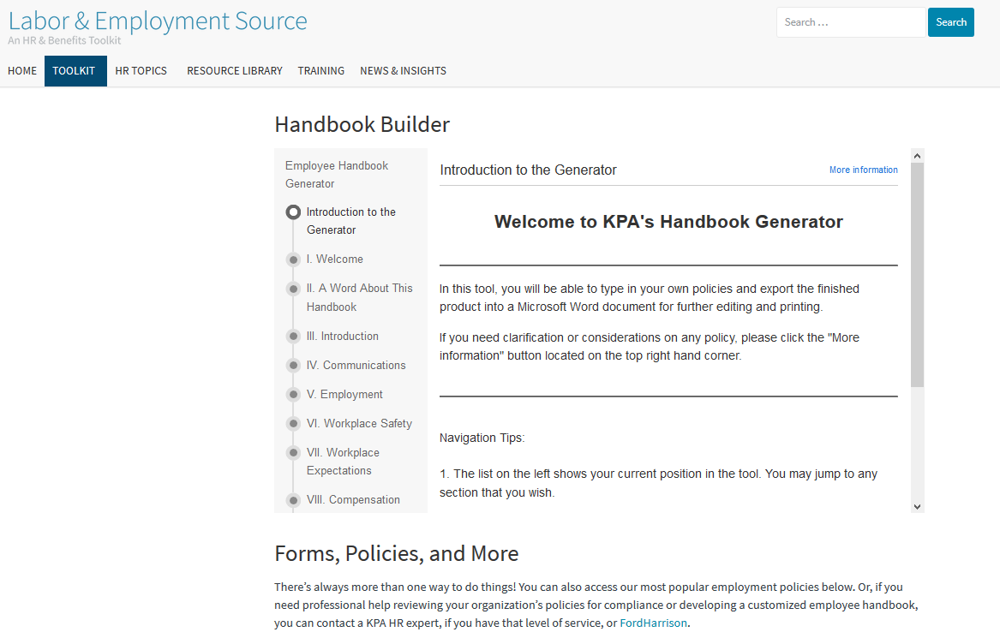 Labor & Employment Source
An HR & Benefits Toolkit
Search …
Search
HOME
TOOLKIT
HR TOPICS
RESOURCE LIBRARY
TRAINING
NEWS & INSIGHTS
Handbook Builder
Employee Handbook
Generator
Introduction to the
Generator
I. Welcome
II. A Word About This
Handbook
III. Introduction
IV. Communications
V. Employment
VI. Workplace Safety
VII. Workplace
Expectations
VIII. Compensation
Introduction to the Generator
More information
Welcome to KPA's Handbook Generator
In this tool, you will be able to type in your own policies and export the finished
product into a Microsoft Word document for further editing and printing.
If you need clarification or considerations on any policy, please click the "More
information" button located on the top right hand corner.
Navigation Tips:
1. The list on the left shows your current position in the tool. You may jump to any
section that you wish.
Forms, Policies, and More
There’s always more than one way to do things! You can also access our most popular employment policies below. Or, if you
need professional help reviewing your organization’s policies for compliance or developing a customized employee handbook,
you can contact a KPA HR expert, if you have that level of service, or FordHarrison.